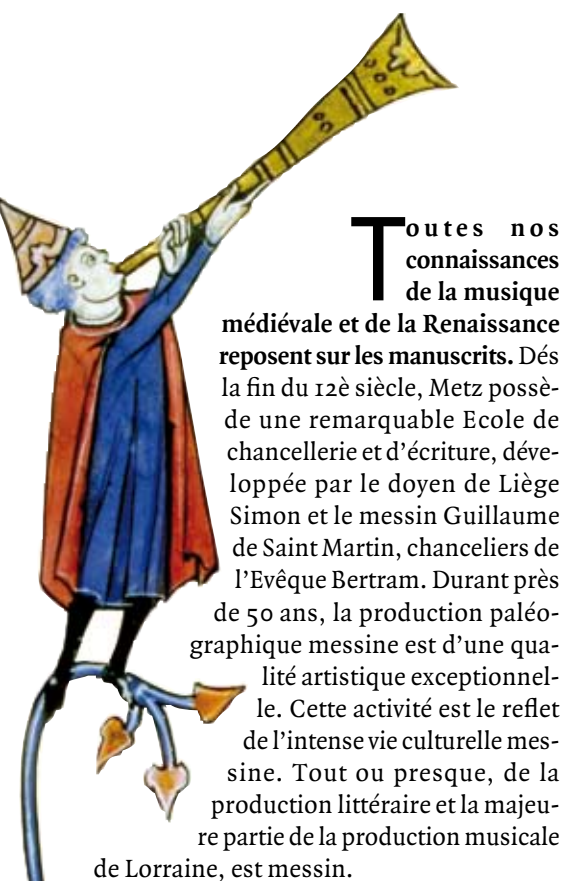 Toutes nos
connaissances
de la musique
médiévale et de la Renaissance
reposent sur les manuscrits. Dés
la fin du 12è siècle, Metz possè-
de une remarquable Ecole de
chancellerie et d’écriture, déve-
loppée par le doyen de Liège
Simon et le messin Guillaume
de Saint Martin, chanceliers de
l’Evêque Bertram. Durant près
de 50 ans, la production paléo-
graphique messine est d’une qua-
lité artistique exceptionnel-
le. Cette activité est le reflet
de l’intense vie culturelle mes-
sine. Tout ou presque, de la
production littéraire et la majeu-
re partie de la production musicale
de Lorraine, est messin.